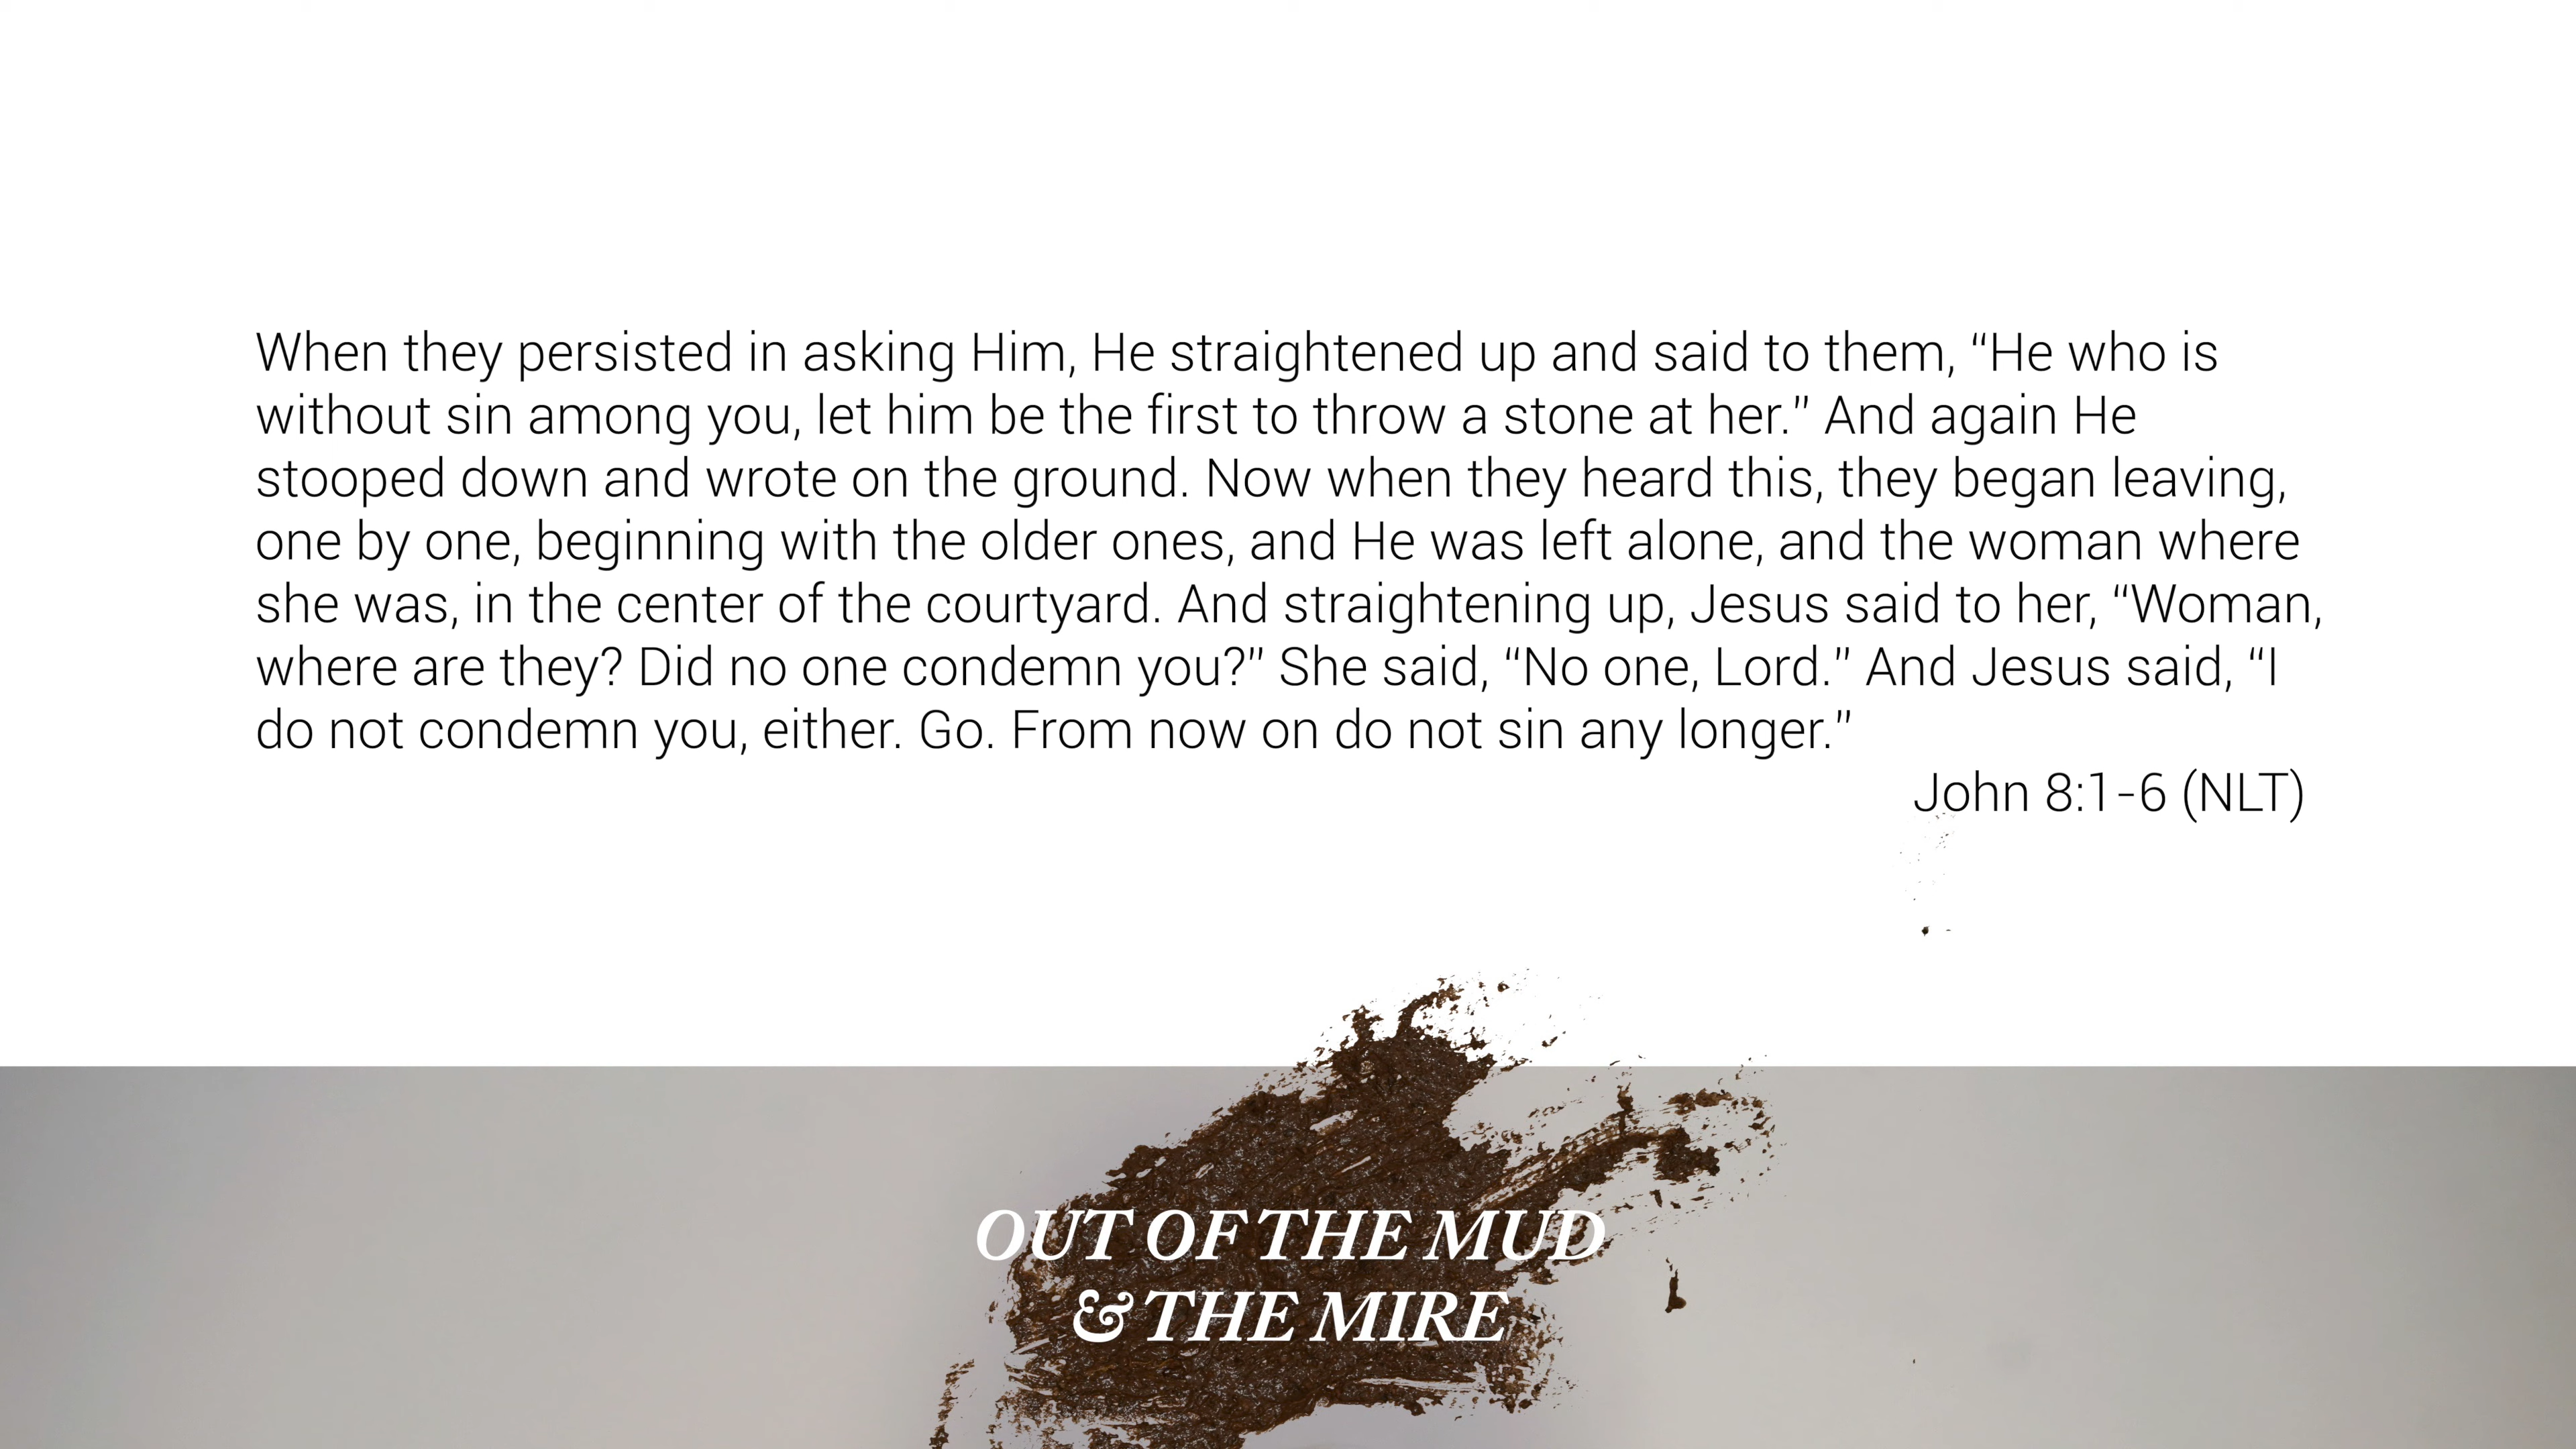 When they persisted in asking Him, He straightened up and said to them, “He who is
without sin among you, let him be the first to throw a stone at her.” And again He
stooped down and wrote on the ground. Now when they heard this, they began leaving,
one by one, beginning with the older ones, and He was left alone, and the woman where
she was, in the center of the courtyard. And straightening up, Jesus said to her, “Woman,
where are they? Did no one condemn you?” She said, “No one, Lord.” And Jesus said, “I
do not condemn you, either. Go. From now on do not sin any longer.”
John 8:1-6 (NLT)
OUT OF THE MUD
& THE MIRE